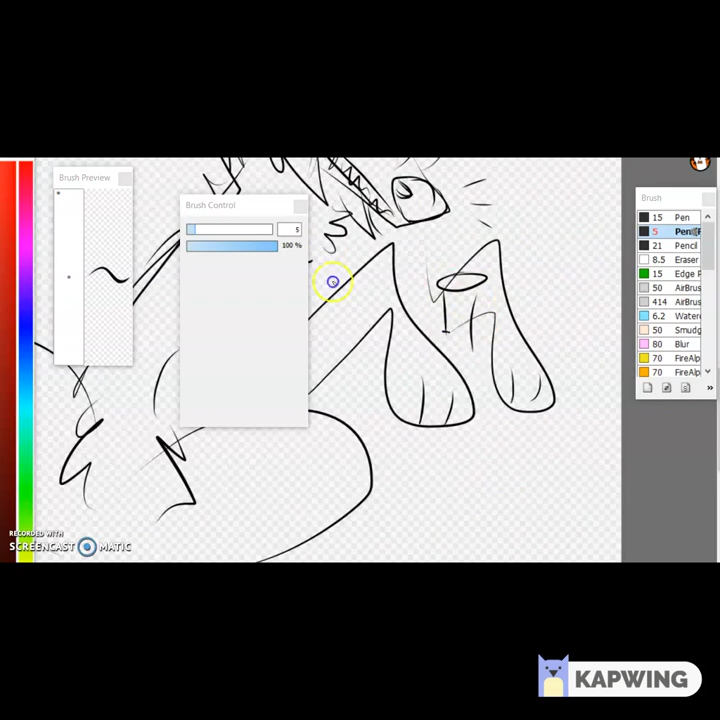 Brush Preview
Brush Control
5
100 %
Brush
15 Pen
5
21 Pencil
8.5 Eraser
15 Edge P
50 AirBrus
414 AirBrus
6.2 Waterc
50 Smudg
80 Blur
70 FireAlp
70 FireAlp
RECORDED WITH
SCREENCAST MATIC
KAPWING